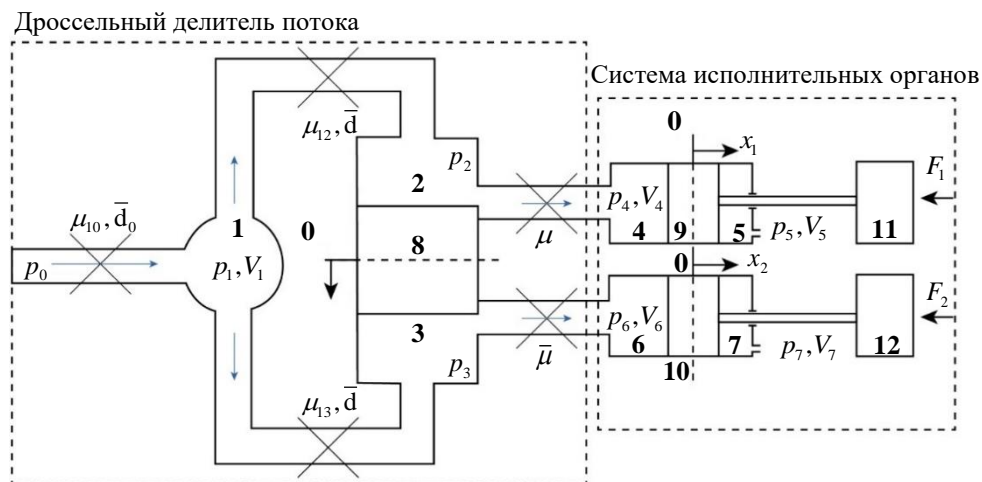 Дроссельный делитель потока
Система исполнительных органов
μ₁₂, d̅
p₂
2
μ₁₀, d̅₀
p₀
1
p₁, V₁
0
8
3
p₃
μ₁₃, d̅
μ
μ̅
0
x₁
p₄, V₄
4
9
5
p₅, V₅
11
F₁
0
x₂
p₆, V₆
6
7
p₇, V₇
12
F₂
10